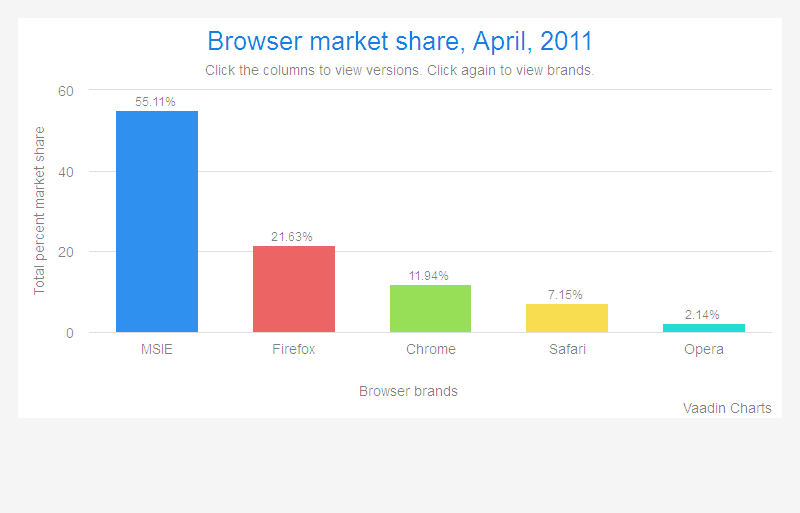 Browser market share, April, 2011
Click the columns to view versions. Click again to view brands.
Total percent market share
60
40
20
0
55.11%
21.63%
11.94%
7.15%
2.14%
MSIE
Firefox
Chrome
Safari
Opera
Browser brands
Vaadin Charts